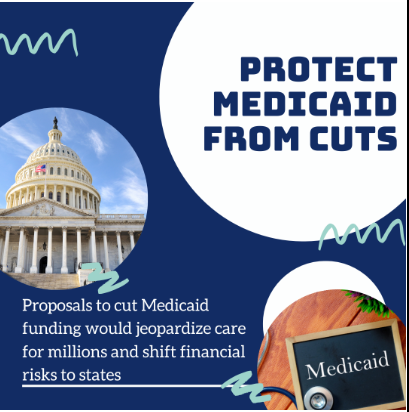 PROTECT
MEDICAID
FROM CUTS
Proposals to cut Medicaid
funding would jeopardize care
for millions and shift financial
risks to states
Medicaid